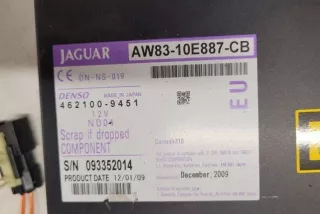 JAGUAR
AW83-10E887-CB
CE DN-NS-019
DENSO MADE IN JAPAN
462100-9451
12V
ND04
Scrap if dropped
COMPONENT
S/N 093352014
PRODUCT DATE 12/01/09
EU
December, 2009